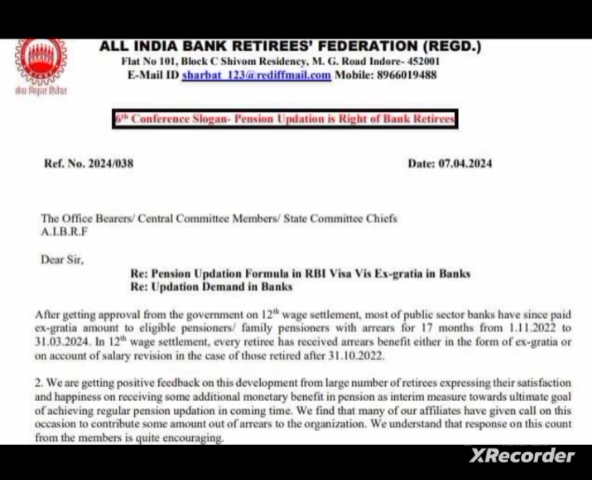 ALL INDIA BANK RETIREES' FEDERATION (REGD.)
Flat No 101, Block C Shivom Residency, M. G. Road Indore- 452001
E-Mail ID sharbat_123@rediffmail.com Mobile: 8966019488
6th Conference Slogan- Pension Updation is Right of Bank Retirees
Ref. No. 2024/038 Date: 07.04.2024
The Office Bearers/ Central Committee Members/ State Committee Chiefs
A.I.B.R.F
Dear Sir,
Re: Pension Updation Formula in RBI Visa Vis Ex-gratia in Banks
Re: Updation Demand in Banks
After getting approval from the government on 12th wage settlement, most of public sector banks have since paid
ex-gratia amount to eligible pensioners/ family pensioners with arrears for 17 months from 1.11.2022 to
31.03.2024. In 12th wage settlement, every retiree has received arrears benefit either in the form of ex-gratia or
on account of salary revision in the case of those retired after 31.10.2022.
2. We are getting positive feedback on this development from large number of retirees expressing their satisfaction
and happiness on receiving some additional monetary benefit in pension as interim measure towards ultimate goal
of achieving regular pension updation in coming time. We find that many of our affiliates have given call on this
occasion to contribute some amount out of arrears to the organization. We understand that response on this count
from the members is quite encouraging.
XRecorder